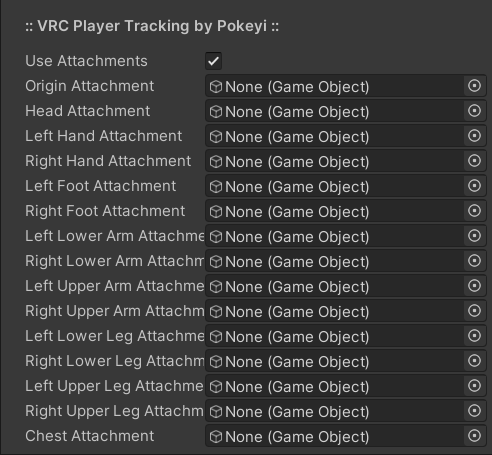 :: VRC Player Tracking by Pokeyi ::
Use Attachments
Origin Attachment None (Game Object)
Head Attachment None (Game Object)
Left Hand Attachment None (Game Object)
Right Hand Attachment None (Game Object)
Left Foot Attachment None (Game Object)
Right Foot Attachment None (Game Object)
Left Lower Arm Attachme None (Game Object)
Right Lower Arm Attachm None (Game Object)
Left Upper Arm Attachme None (Game Object)
Right Upper Arm Attachm None (Game Object)
Left Lower Leg Attachme None (Game Object)
Right Lower Leg Attachm None (Game Object)
Left Upper Leg Attachme None (Game Object)
Right Upper Leg Attachm None (Game Object)
Chest Attachment None (Game Object)